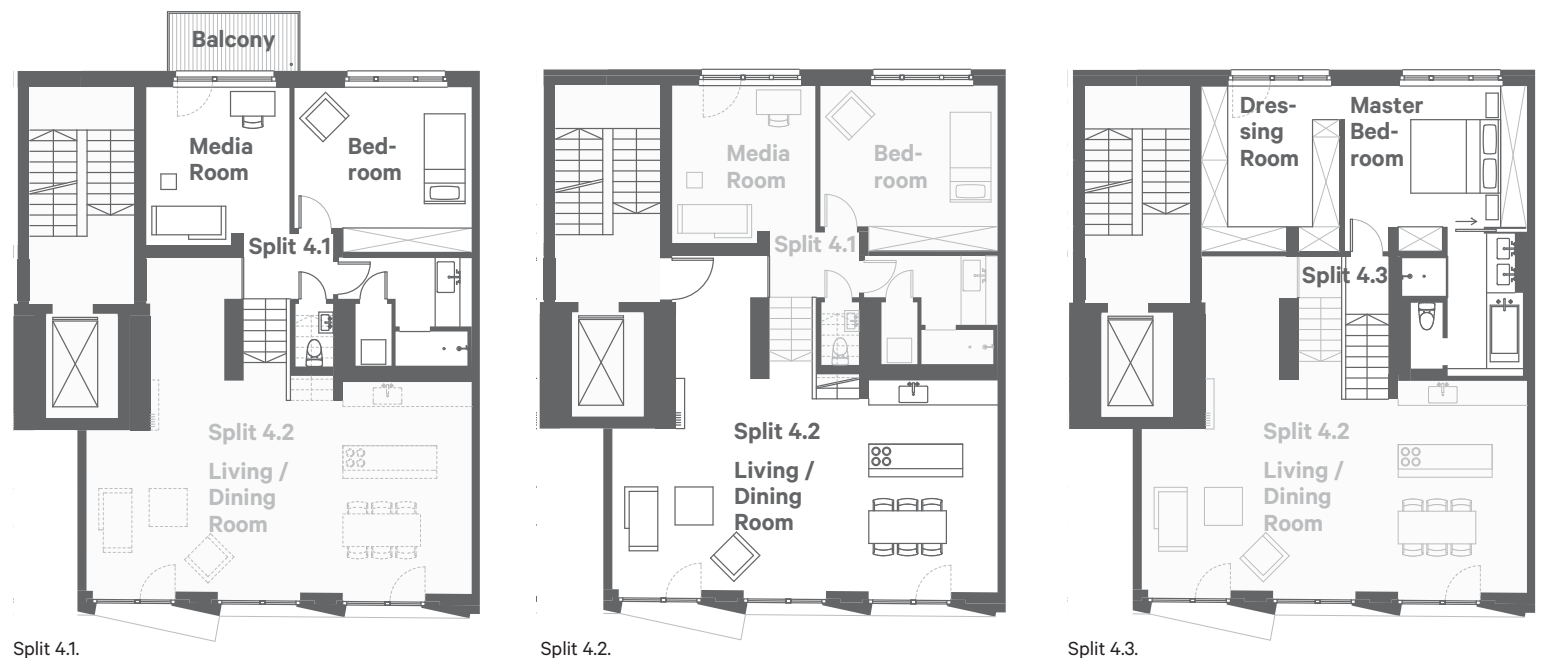 Balcony
Media
Room
Bed-
room
Split 4.1
Split 4.2
Living /
Dining
Room
Split 4.1.
Media
Room
Bed-
room
Split 4.1
Split 4.2
Living /
Dining
Room
Split 4.2.
Dres-
sing
Room
Master
Bed-
room
Split 4.3
Split 4.2
Living /
Dining
Room
Split 4.3.